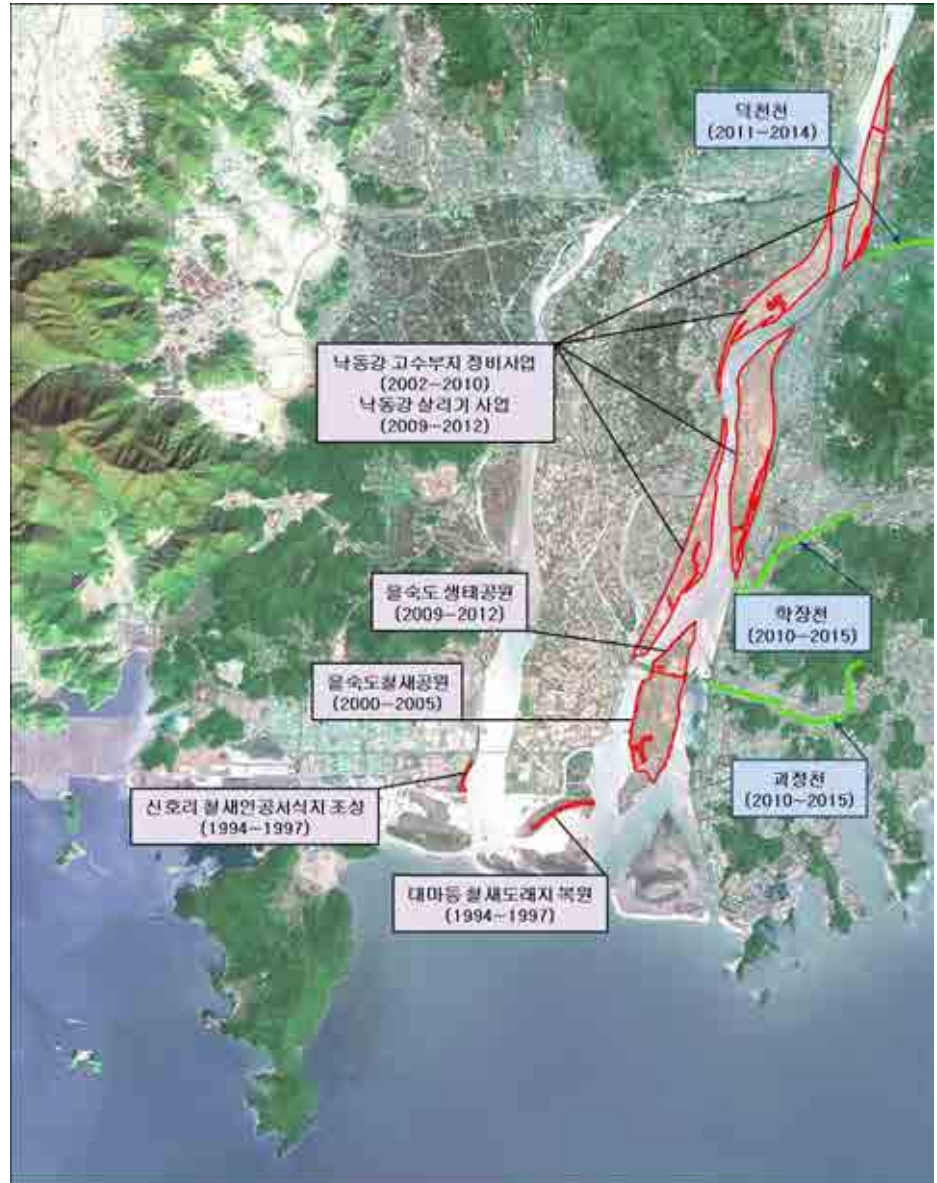 덕천천
(2011~2014)
낙동강 고수부지 정비사업
(2002~2010)
낙동강 살리기 사업
(2009~2012)
을숙도 생태공원
(2009~2012)
학장천
(2010~2015)
을숙도철새공원
(2000~2005)
괴정천
(2010~2015)
신호리 철새인공서식지 조성
(1994~1997)
대마등 철새도래지 복원
(1994~1997)